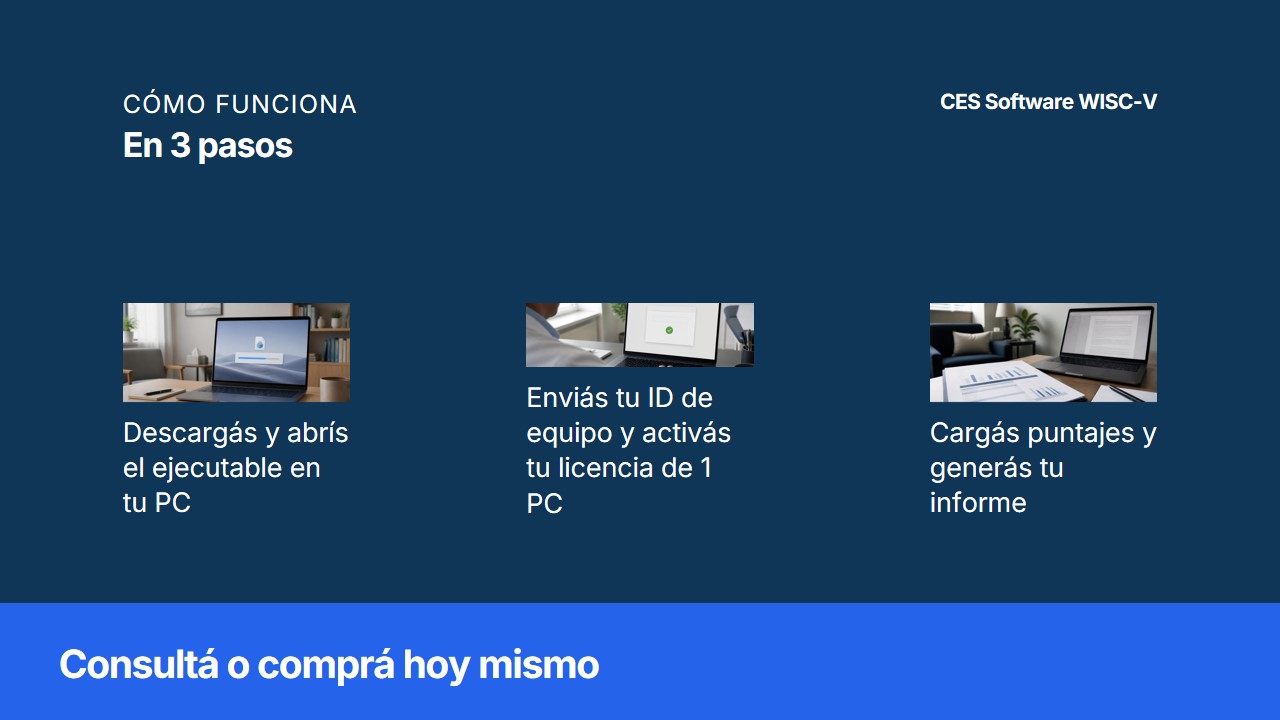 CÓMO FUNCIONA
En 3 pasos
CES Software WISC-V
Descargás y abrís
el ejecutable en
tu PC
Enviás tu ID de
equipo y activás
tu licencia de 1
PC
Cargás puntajes y
generás tu
informe
Consultá o comprá hoy mismo